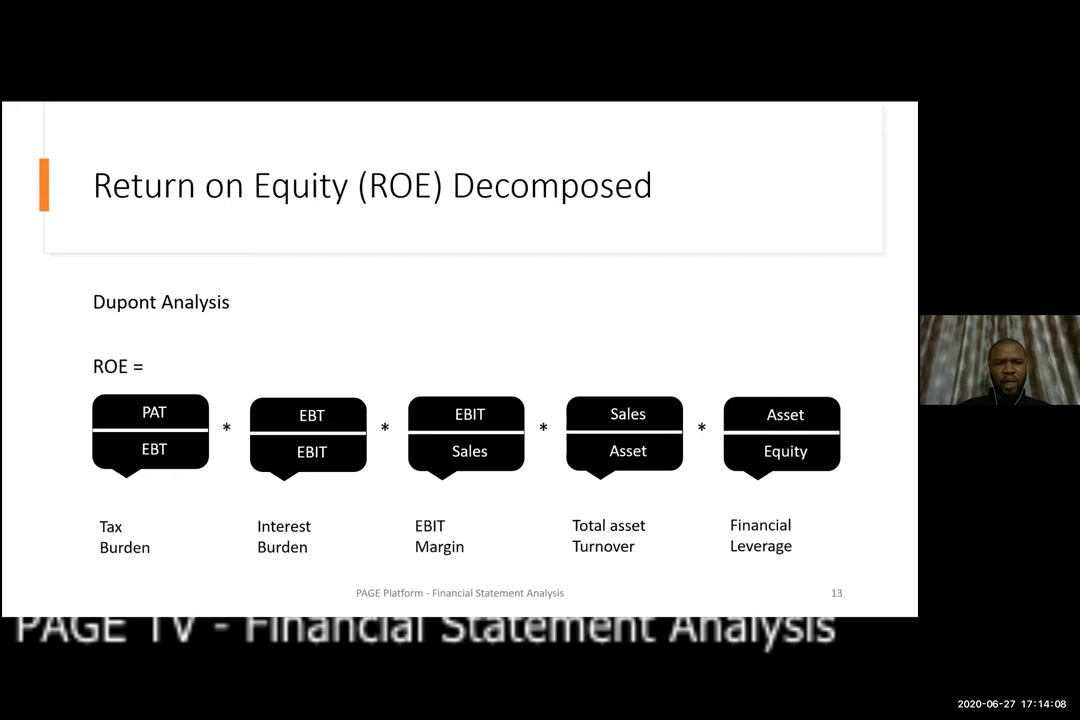 Return on Equity (ROE) Decomposed
Dupont Analysis
ROE =
PAT
EBT
*
EBT
EBIT
*
EBIT
Sales
*
Sales
Asset
*
Asset
Equity
Tax
Burden
Interest
Burden
EBIT
Margin
Total asset
Turnover
Financial
Leverage
PAGE Platform - Financial Statement Analysis
13
PAGE TV - Financial Statement Analysis
2020-06-27 17:14:08